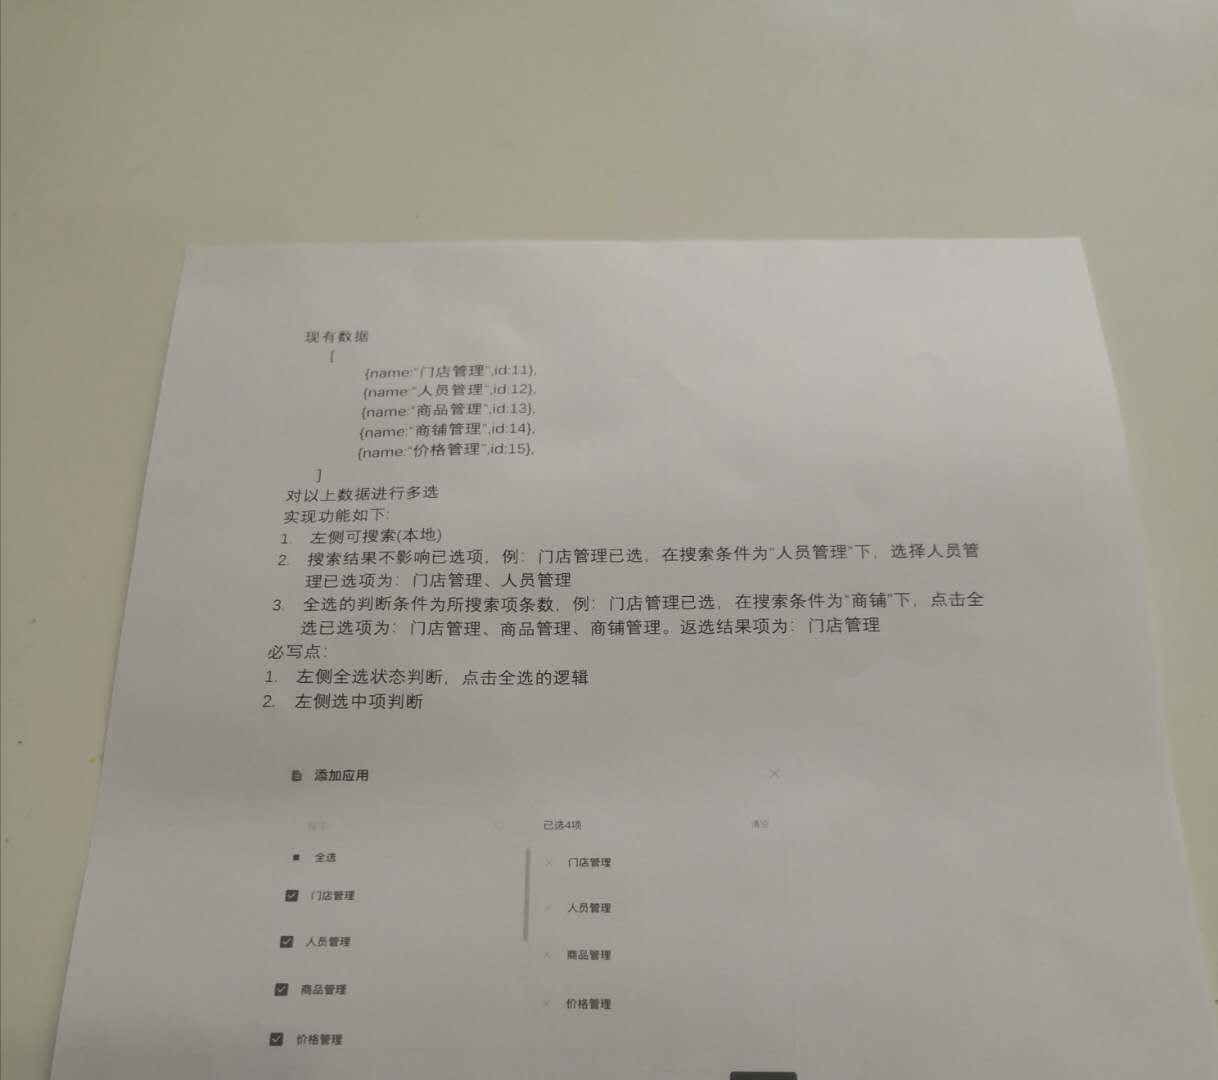 现有数据
[
{name:"门店管理",id:11},
{name:"人员管理",id:12},
{name:"商品管理",id:13},
{name:"商铺管理",id:14},
{name:"价格管理",id:15},
]
对以上数据进行多选
实现功能如下:
1. 左侧可搜索(本地)
2. 搜索结果不影响已选项，例：门店管理已选，在搜索条件为"人员管理"下，选择人员管
理已选项为：门店管理、人员管理
3. 全选的判断条件为所搜索项条数，例：门店管理已选，在搜索条件为“商铺”下，点击全
选已选项为：门店管理、商品管理、商铺管理。返选结果项为：门店管理
必写点：
1. 左侧全选状态判断，点击全选的逻辑
2. 左侧选中项判断
添加应用
已选4项 清空
全选
门店管理
人员管理
商品管理
价格管理
门店管理
人员管理
商品管理
价格管理